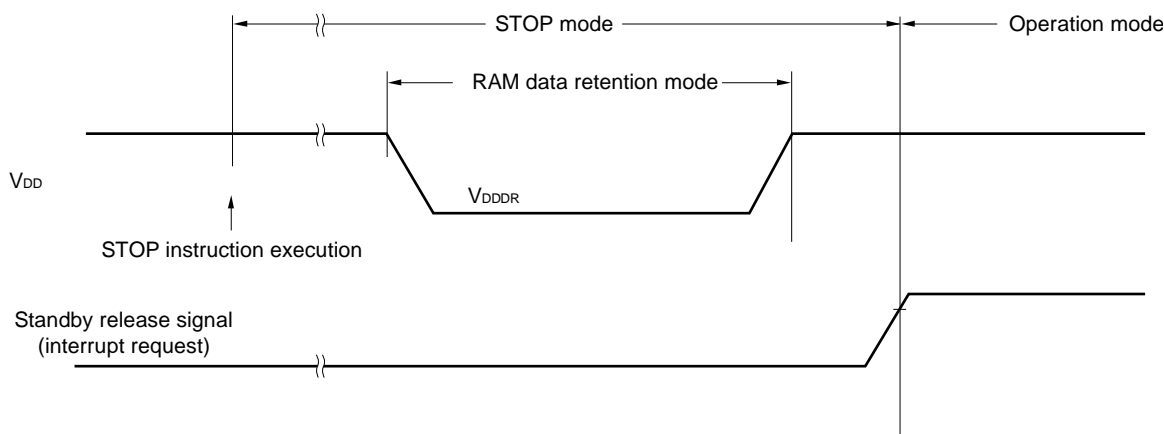 STOP mode
Operation mode
RAM data retention mode
VDD
VDDDR
STOP instruction execution
Standby release signal
(interrupt request)